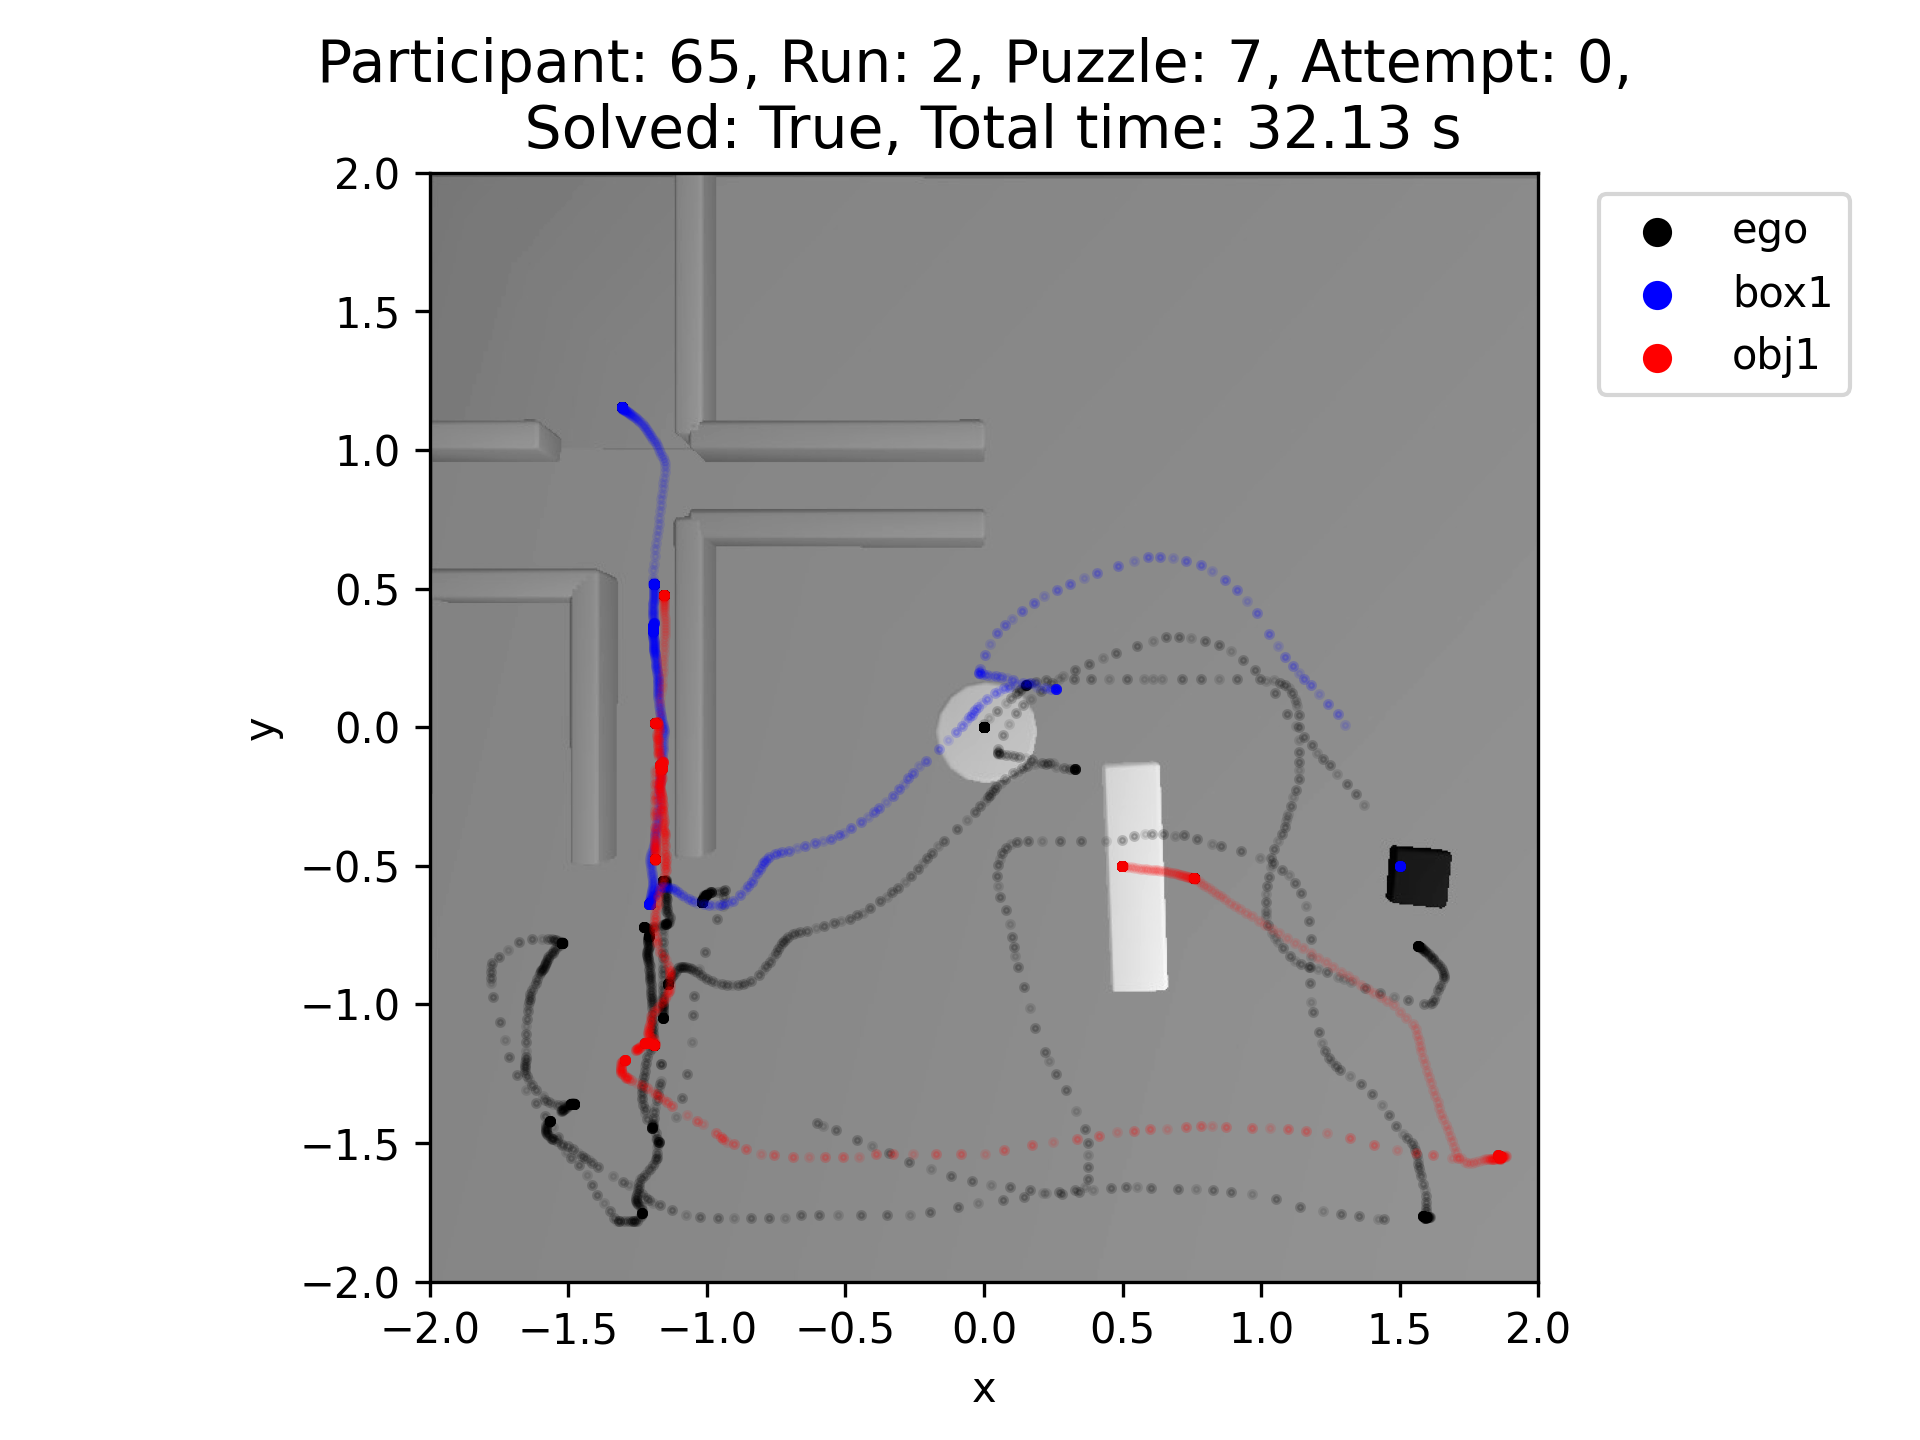 Participant: 65, Run: 2, Puzzle: 7, Attempt: 0,
Solved: True, Total time: 32.13 s
2.0
1.5
1.0
0.5
0.0
−0.5
−1.0
−1.5
−2.0
y
−2.0 −1.5 −1.0 −0.5 0.0 0.5 1.0 1.5 2.0
x
ego
box1
obj1